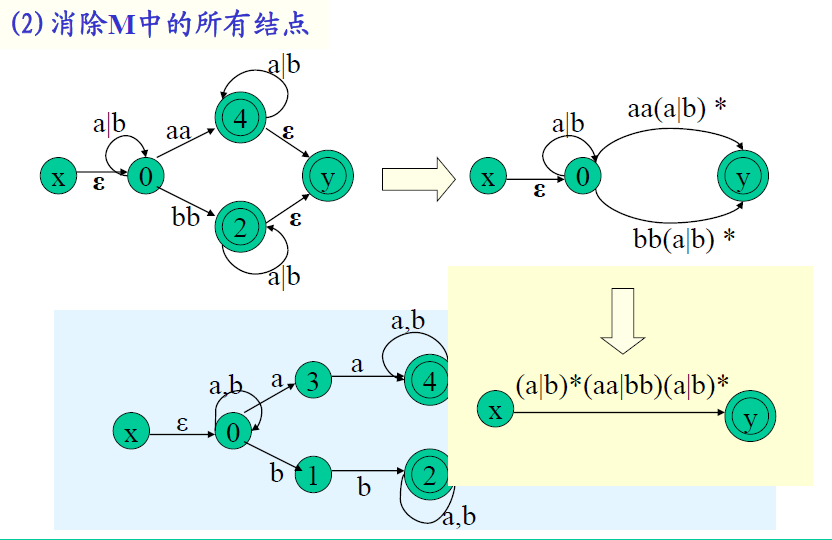 (2) 消除M中的所有结点
a|b
a|b
aa
4
ε
x
ε
0
y
bb
2
ε
a|b
a|b
aa(a|b) *
x
ε
0
y
bb(a|b) *
a,b
a,b
a
3
a
4
x
ε
0
b
1
b
2
a,b
(a|b)*(aa|bb)(a|b)*
x
y